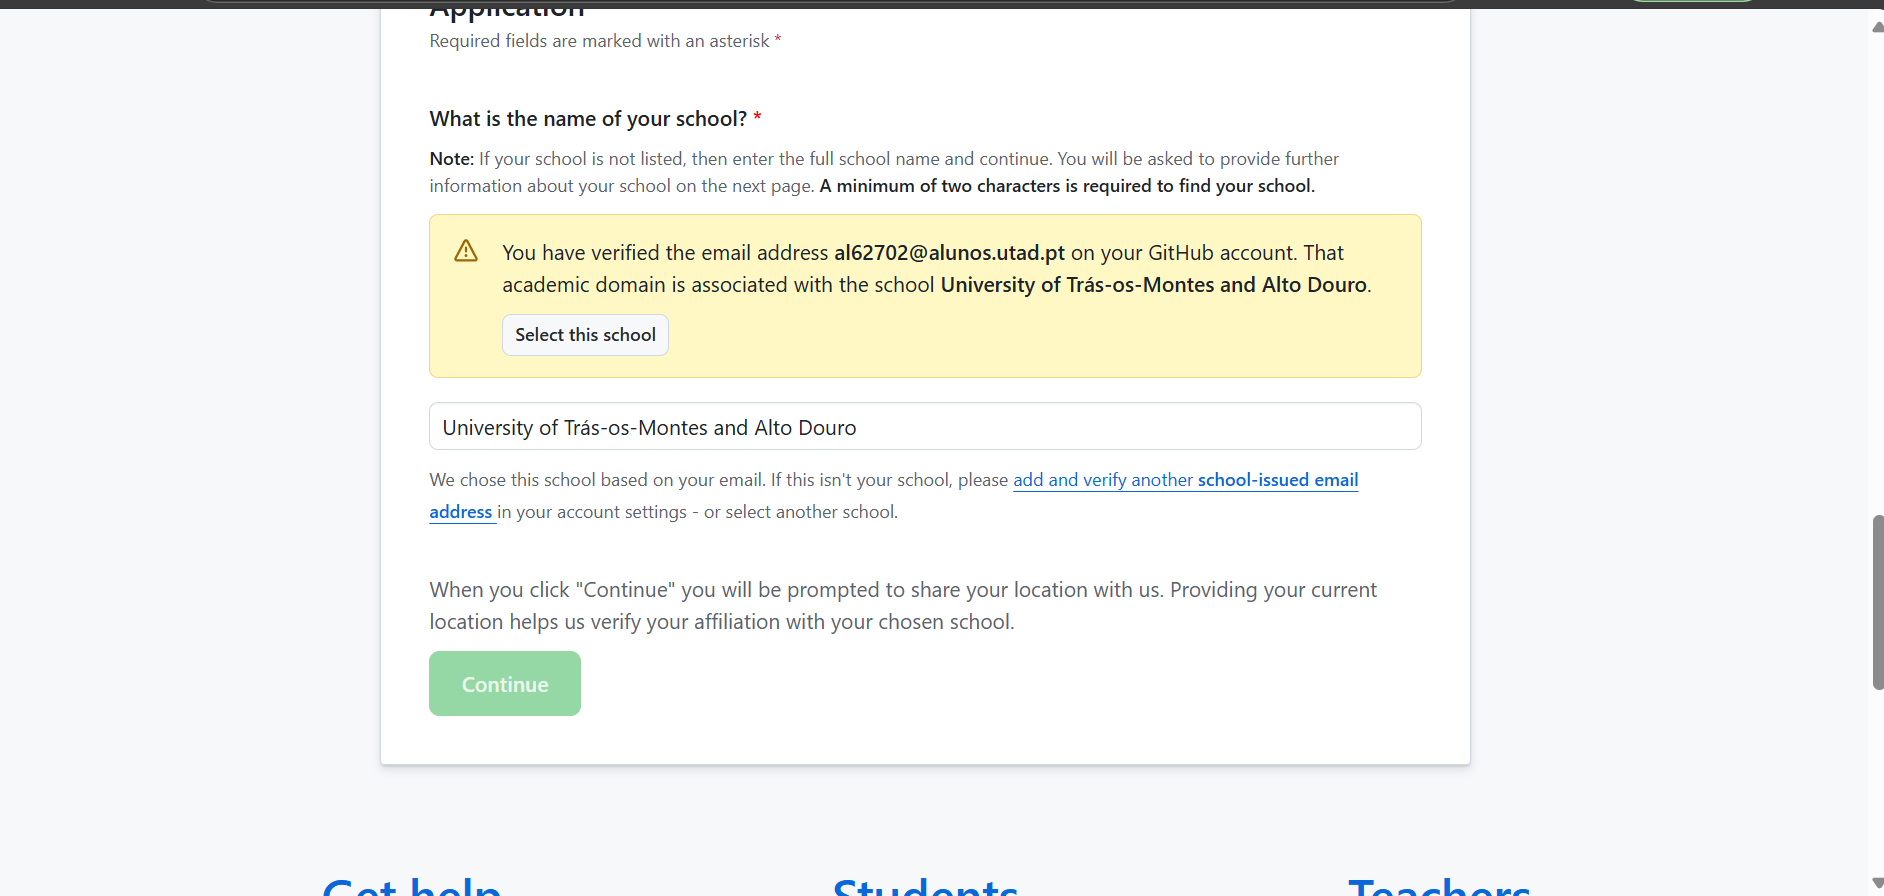 Application
Required fields are marked with an asterisk *
What is the name of your school? *
Note: If your school is not listed, then enter the full school name and continue. You will be asked to provide further
information about your school on the next page. A minimum of two characters is required to find your school.
You have verified the email address al62702@alunos.utad.pt on your GitHub account. That
academic domain is associated with the school University of Trás-os-Montes and Alto Douro.
Select this school
University of Trás-os-Montes and Alto Douro
We chose this school based on your email. If this isn't your school, please add and verify another school-issued email
address in your account settings - or select another school.
When you click "Continue" you will be prompted to share your location with us. Providing your current
location helps us verify your affiliation with your chosen school.
Continue
Get help
Students
Teachers